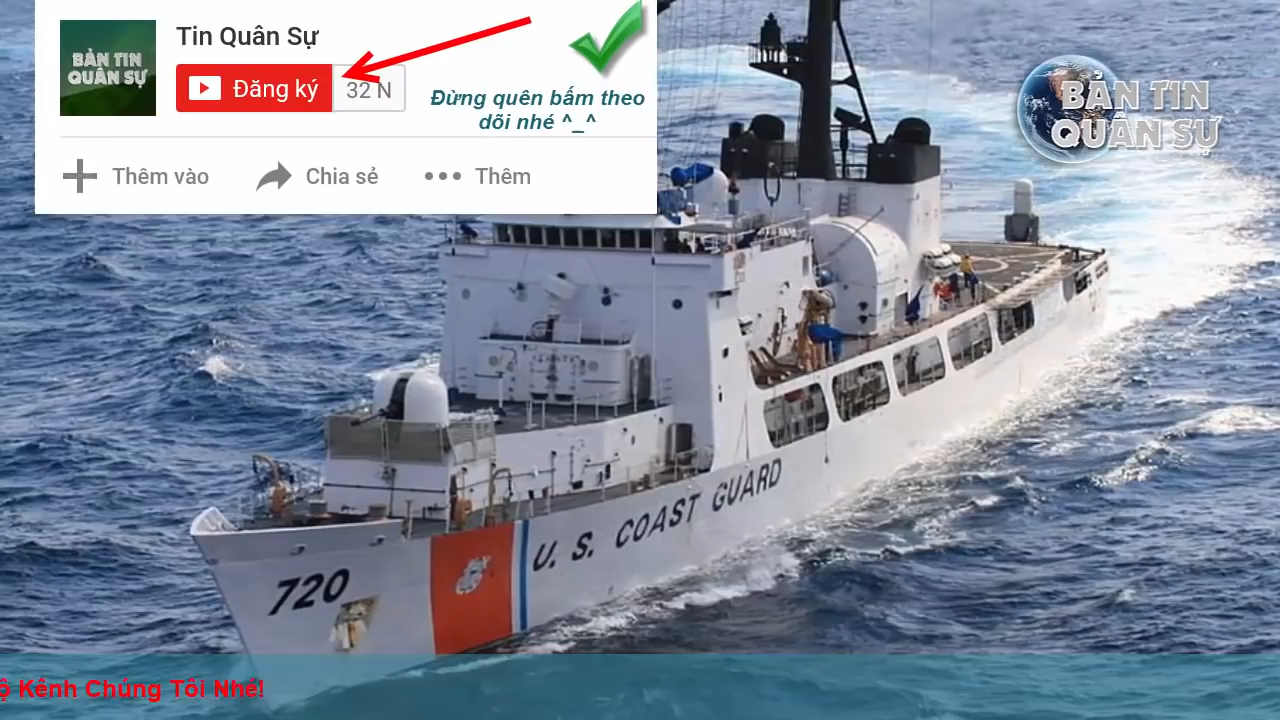 Tin Quân Sự
BẢN TIN
QUÂN SỰ
Đăng ký
32 N
Đừng quên bấm theo
dõi nhé ^_^
Thêm vào
Chia sẻ
Thêm
BẢN TIN
QUÂN SỰ
U. S. COAST GUARD
720
Kênh Chúng Tôi Nhé!